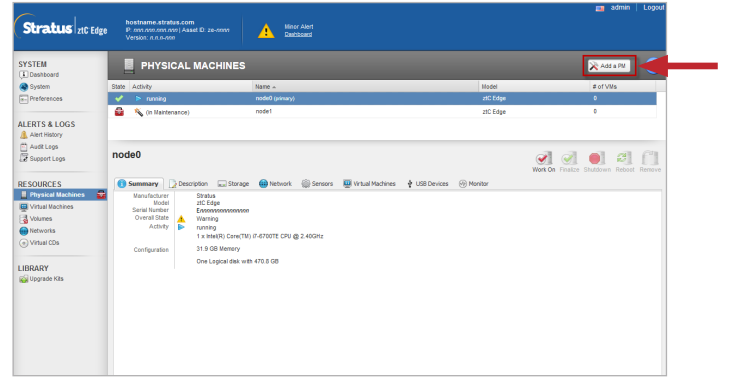 admin | Logout
Stratus ztC Edge
hostname.stratus.com
IP: nnn.nnn.nnn.nnn | Asset ID: ze-nnnn
Version: n.n.n-nnn
Minor Alert
Dashboard
SYSTEM
Dashboard
System
Preferences
ALERTS & LOGS
Alert History
Audit Logs
Support Logs
RESOURCES
Physical Machines
Virtual Machines
Volumes
Networks
Virtual CDs
LIBRARY
Upgrade Kits
PHYSICAL MACHINES
Add a PM
State Activity Name Model # of VMs
running node0 (primary) ztC Edge 0
(in Maintenance) node1 ztC Edge 0
node0
Work On Finalize Shutdown Reboot Remove
Summary Description Storage Network Sensors Virtual Machines USB Devices Monitor
Manufacturer Stratus
Model ztC Edge
Serial Number Ennnnnnnnnnnnnn
Overall State Warning
Activity running
1 x Intel(R) Core(TM) i7-6700TE CPU @ 2.40GHz
Configuration 31.9 GB Memory
One Logical disk with 470.8 GB